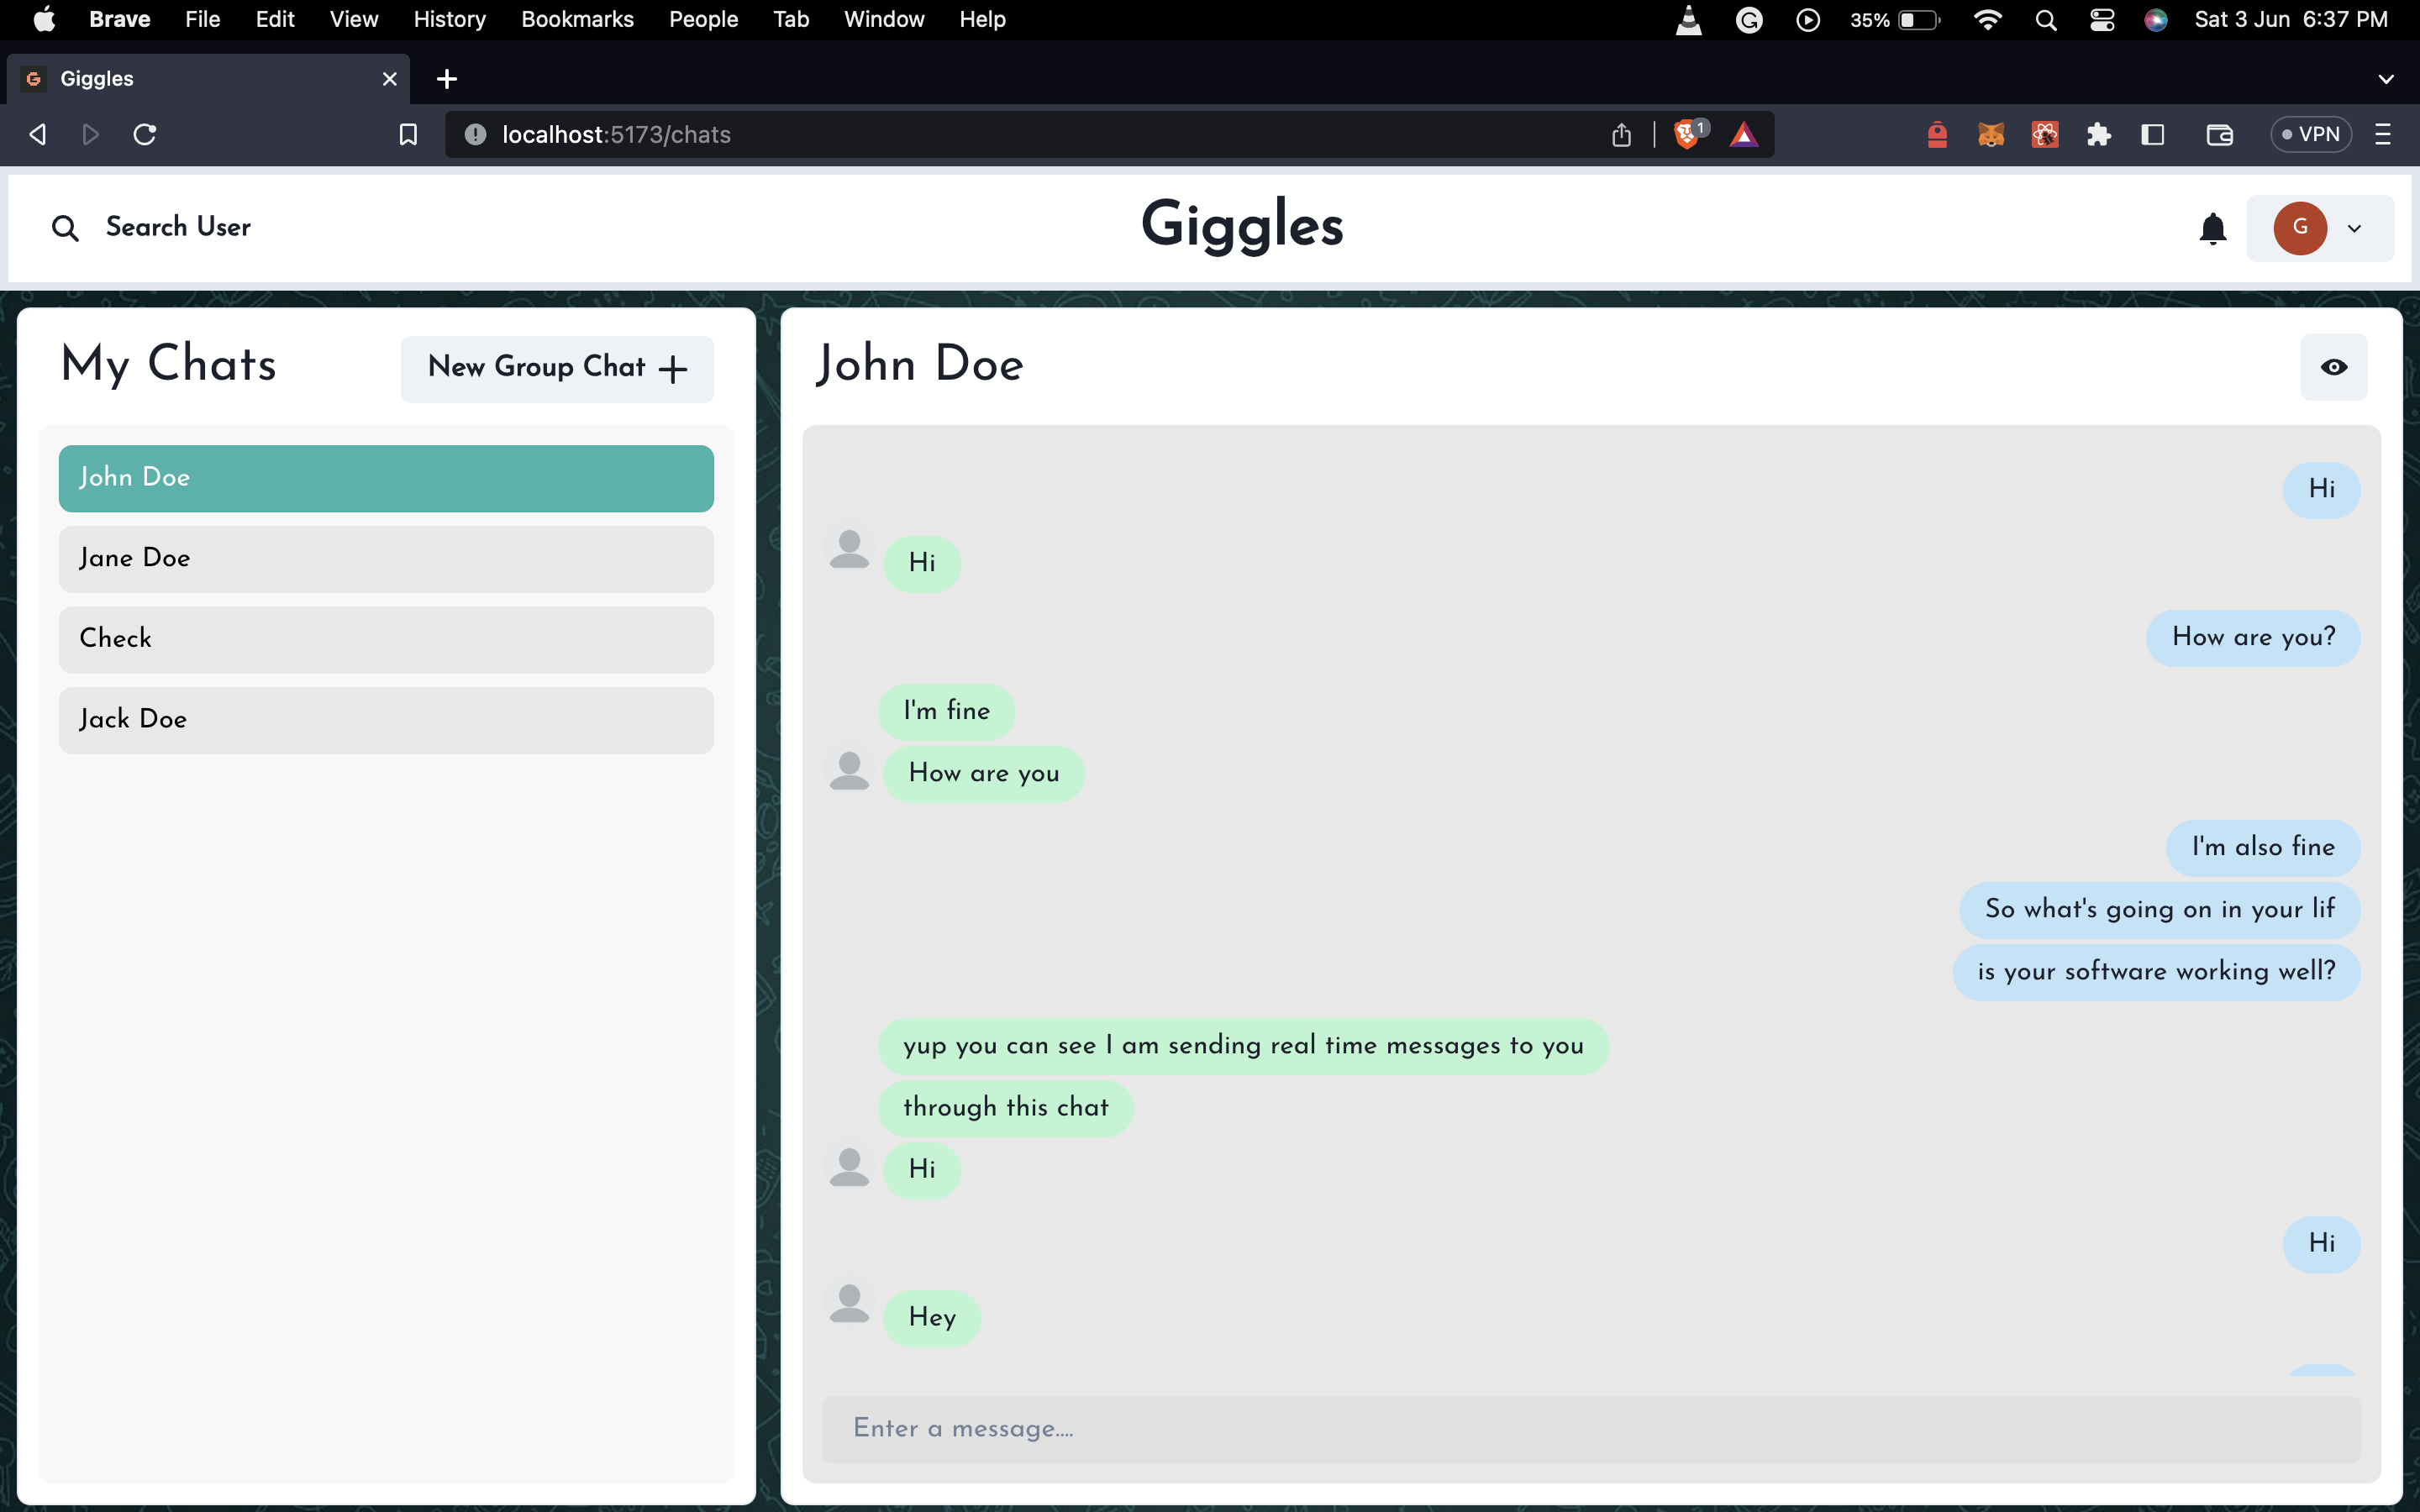 Brave File Edit View History Bookmarks People Tab Window Help 35% Sat 3 Jun 6:37 PM
G Giggles
localhost:5173/chats 1 VPN
Search User Giggles G
My Chats New Group Chat +
John Doe
Jane Doe
Check
Jack Doe
John Doe
Hi
Hi
How are you?
I'm fine
How are you
I'm also fine
So what's going on in your lif
is your software working well?
yup you can see I am sending real time messages to you
through this chat
Hi
Hi
Hey
Enter a message....